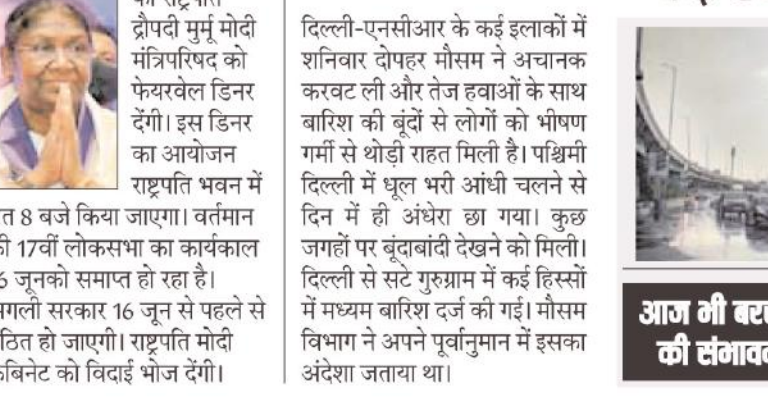 द्रौपदी मुर्मू मोदी
मंत्रिपरिषद को
फेयरवेल डिनर
देंगी। इस डिनर
का आयोजन
राष्ट्रपति भवन में
8 बजे किया जाएगा। वर्तमान
17वीं लोकसभा का कार्यकाल
जूनको समाप्त हो रहा है।
सरकार 16 जून से पहले से
हो जाएगी। राष्ट्रपति मोदी
को विदाई भोज देंगी।
दिल्ली-एनसीआर के कई इलाकों में
शनिवार दोपहर मौसम ने अचानक
करवट ली और तेज हवाओं के साथ
बारिश की बूंदों से लोगों को भीषण
गर्मी से थोड़ी राहत मिली है। पश्चिमी
दिल्ली में धूल भरी आंधी चलने से
दिन में ही अंधेरा छा गया। कुछ
जगहों पर बूंदाबांदी देखने को मिली।
दिल्ली से सटे गुरुग्राम में कई हिस्सों
में मध्यम बारिश दर्ज की गई। मौसम
विभाग ने अपने पूर्वानुमान में इसका
अंदेशा जताया था।
आज भी
की